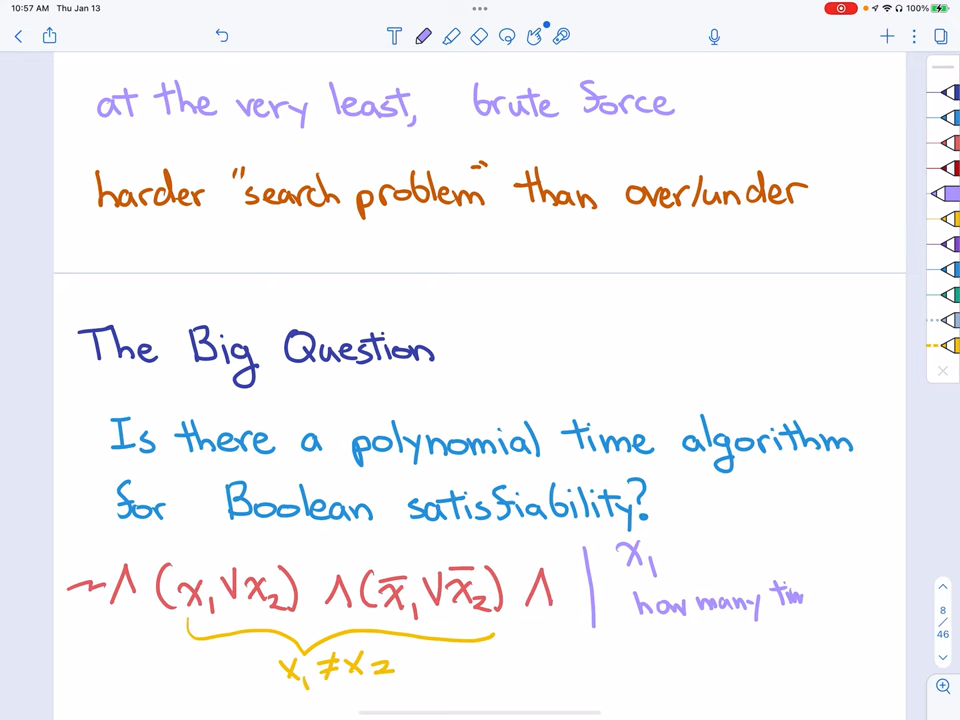 10:57 AM Thu Jan 13
100%
at the very least, brute force
harder "search problem" than over/under
The Big Question
Is there a polynomial time algorithm
for Boolean satisfiability?
~∧ (x₁ ∨ x₂) ∧ (x̄₁ ∨ x̄₂) ∧
x₁
how many tim
x₁ ≠ x₂
8
/
46